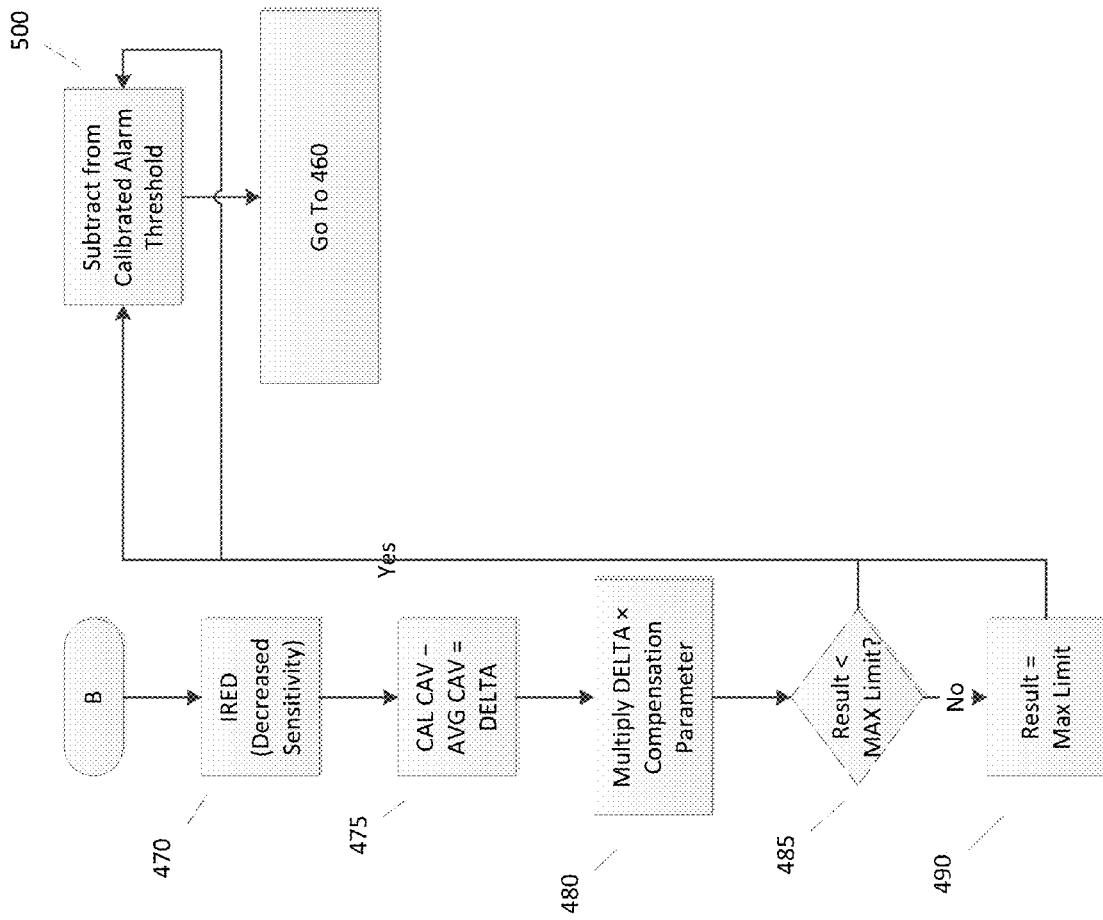 B
470
IRED
(Decreased
Sensitivity)
475
CAL CAV –
AVG CAV =
DELTA
480
Multiply DELTA ×
Compensation
Parameter
485
Result <
MAX Limit?
Yes
No
490
Result =
Max Limit
500
Subtract from
Calibrated Alarm
Threshold
Go To 460